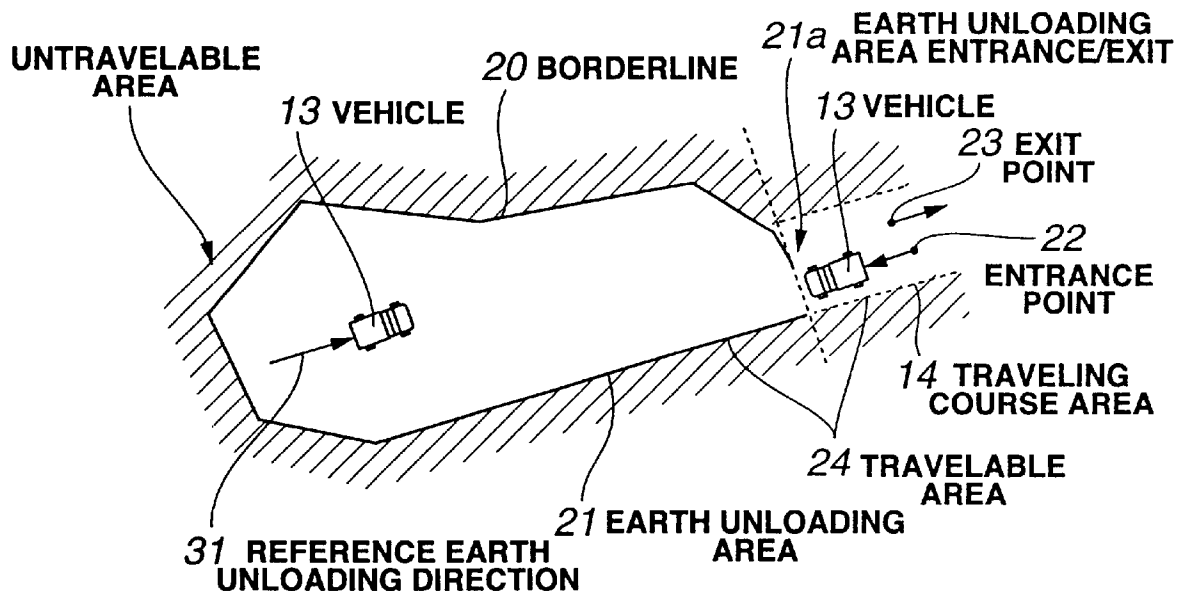 UNTRAVELABLE
AREA
20 BORDERLINE
13 VEHICLE
21a EARTH UNLOADING
AREA ENTRANCE/EXIT
13 VEHICLE
23 EXIT
POINT
22
ENTRANCE
POINT
14 TRAVELING
COURSE AREA
24 TRAVELABLE
AREA
21 EARTH UNLOADING
AREA
31 REFERENCE EARTH
UNLOADING DIRECTION